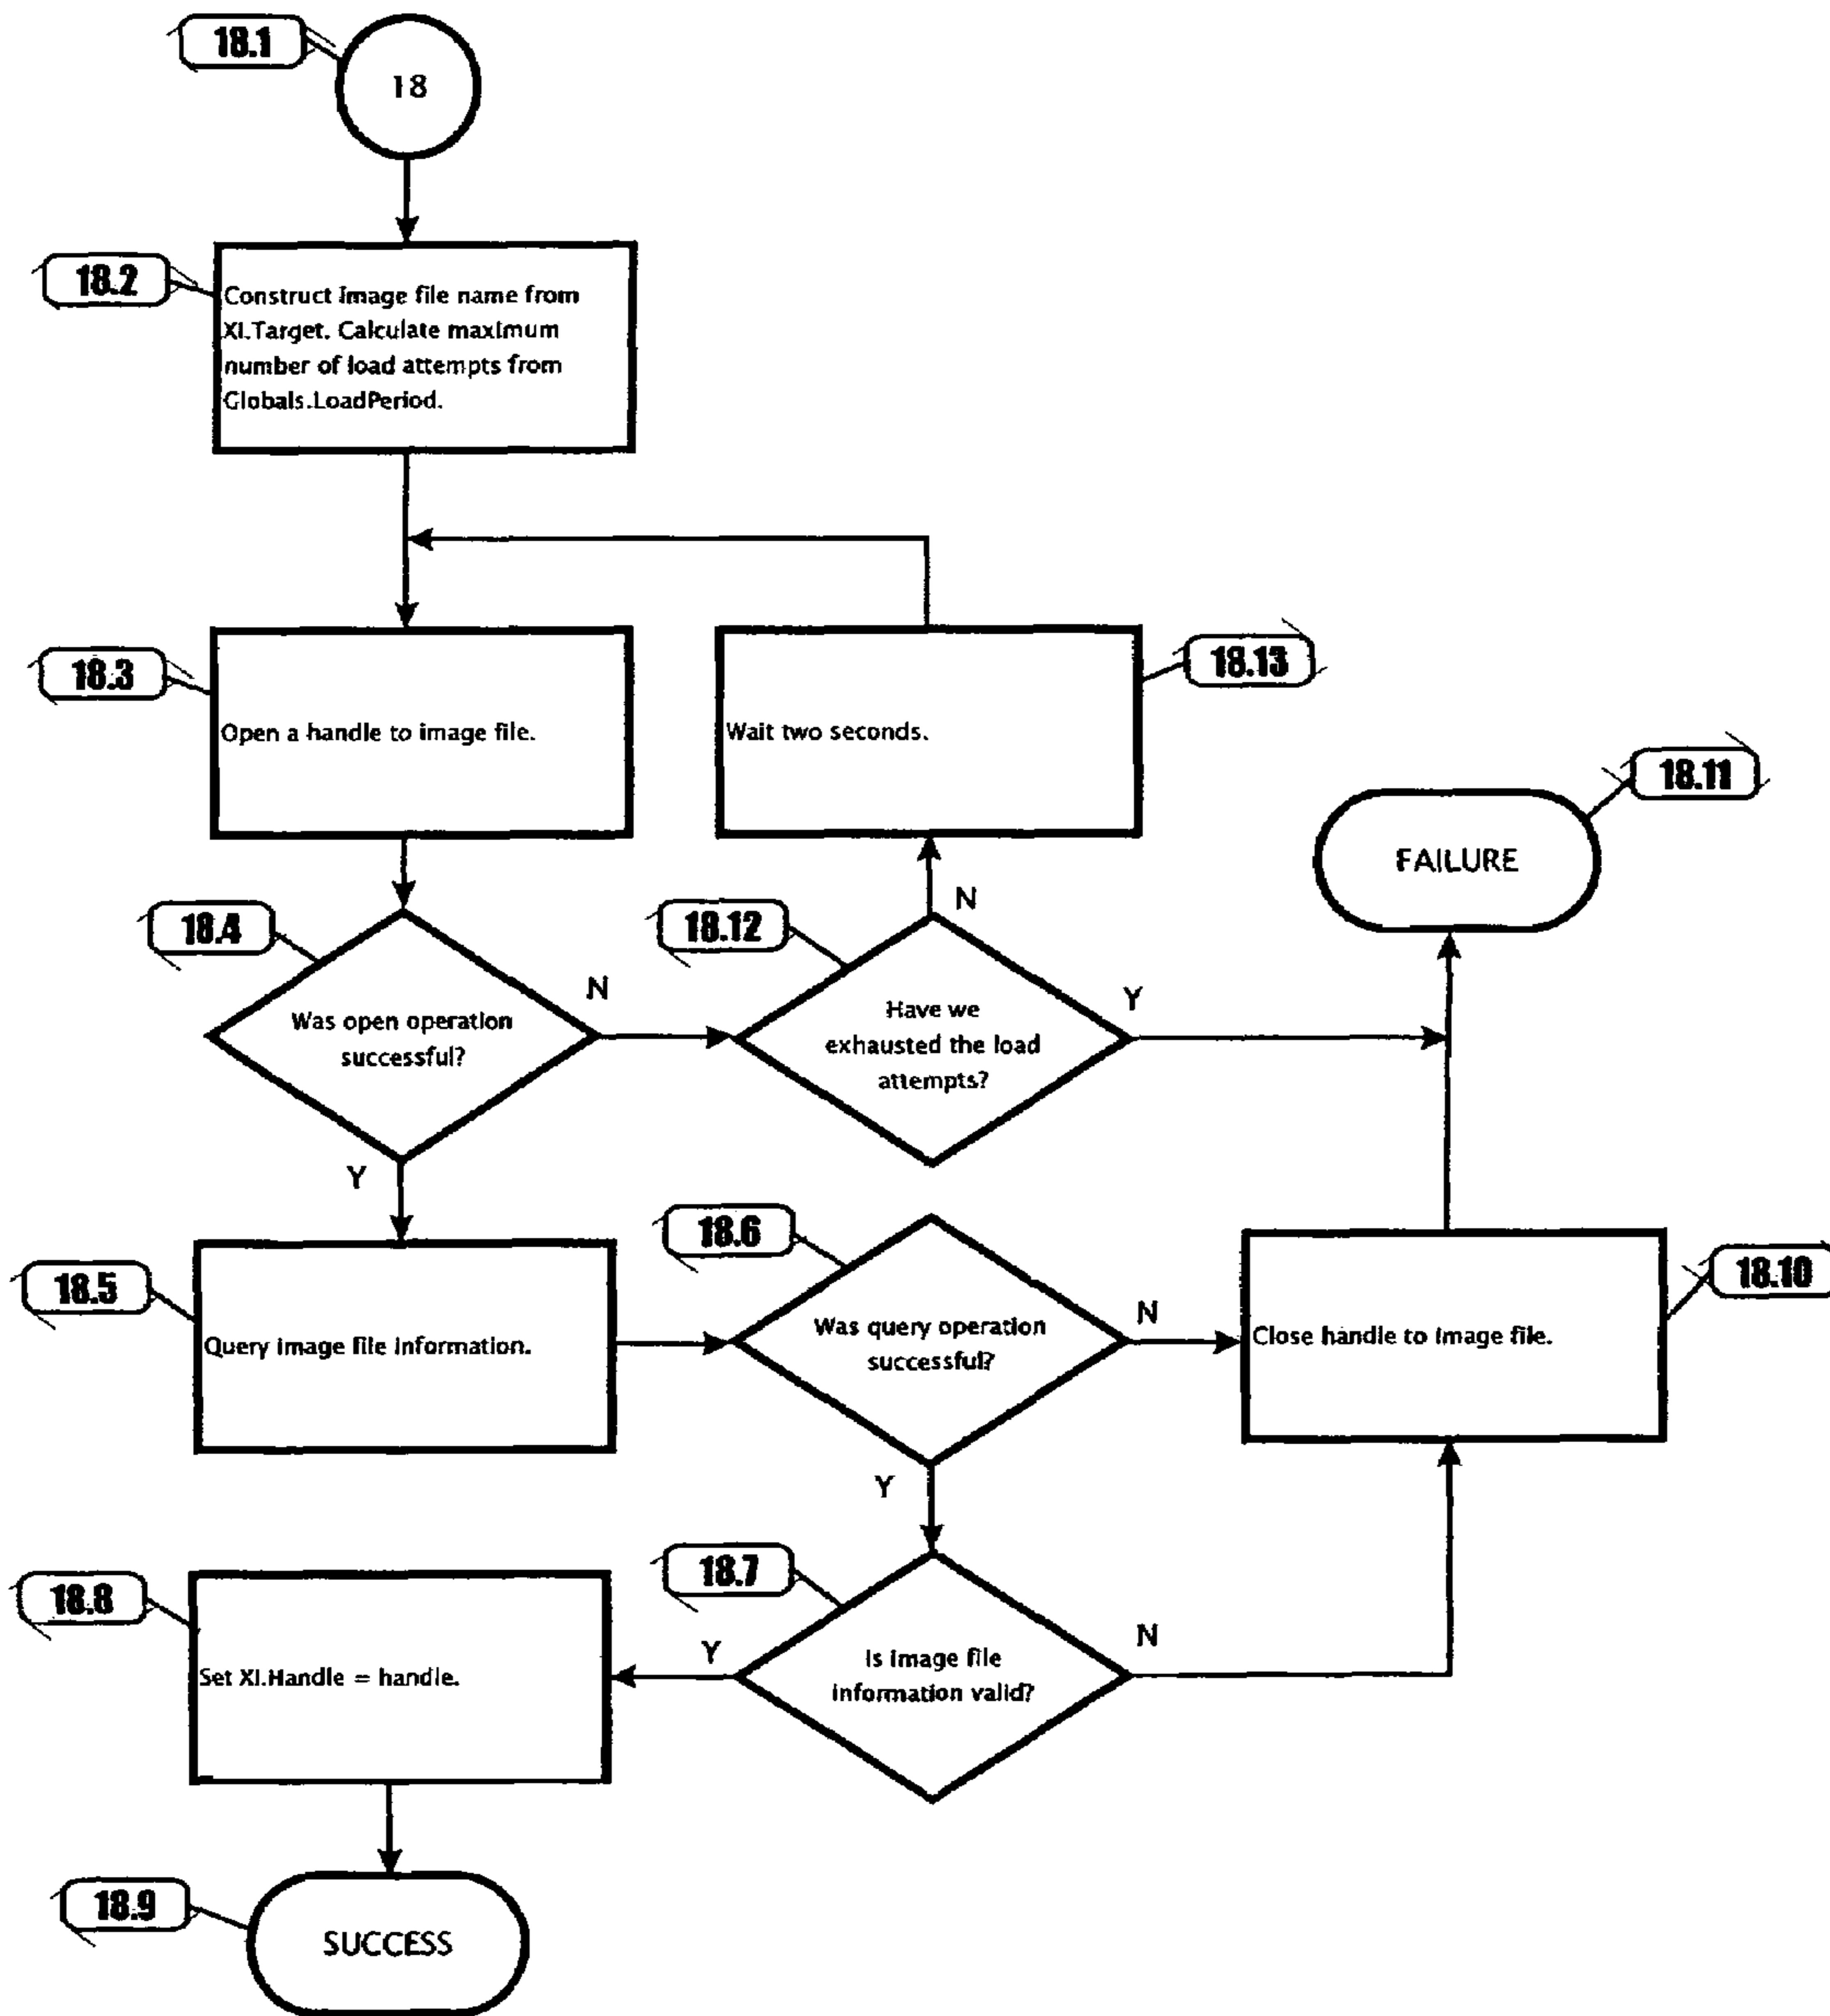 18.1
18
18.2
Construct Image file name from
XI.Target. Calculate maximum
number of load attempts from
Globals.LoadPeriod.
18.3
Open a handle to image file.
Wait two seconds.
18.13
18.11
FAILURE
18.4
Was open operation
successful?
N
Y
18.12
N
Have we
exhausted the load
attempts?
Y
18.5
Query image file information.
18.6
Was query operation
successful?
N
Y
18.10
Close handle to image file.
18.7
Is image file
information valid?
Y
N
18.8
Set XI.Handle = handle.
18.9
SUCCESS